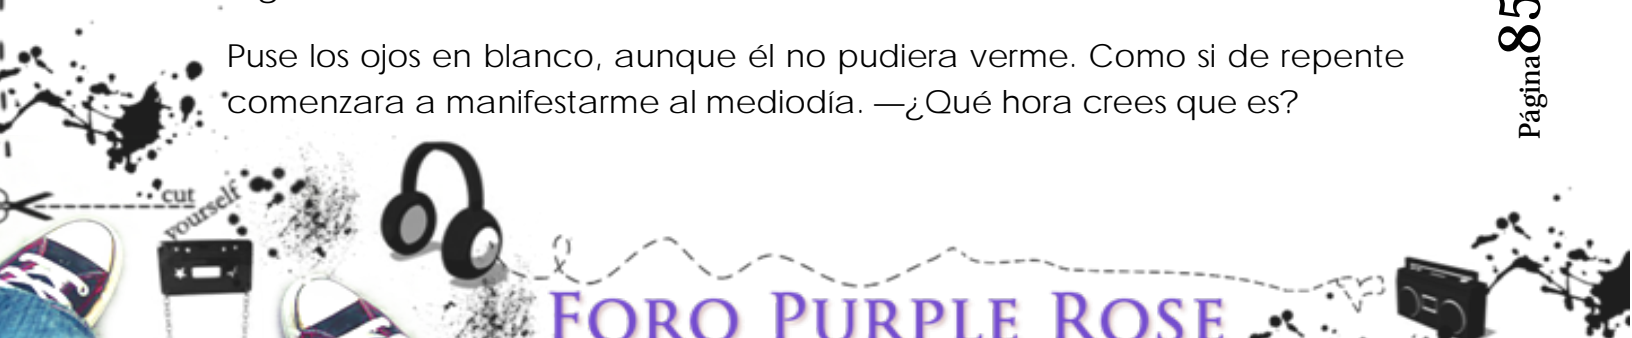 Puse los ojos en blanco, aunque él no pudiera verme. Como si de repente
comenzara a manifestarme al mediodía. —¿Qué hora crees que es?
Página85
cut
yourself
FORO PURPLE ROSE